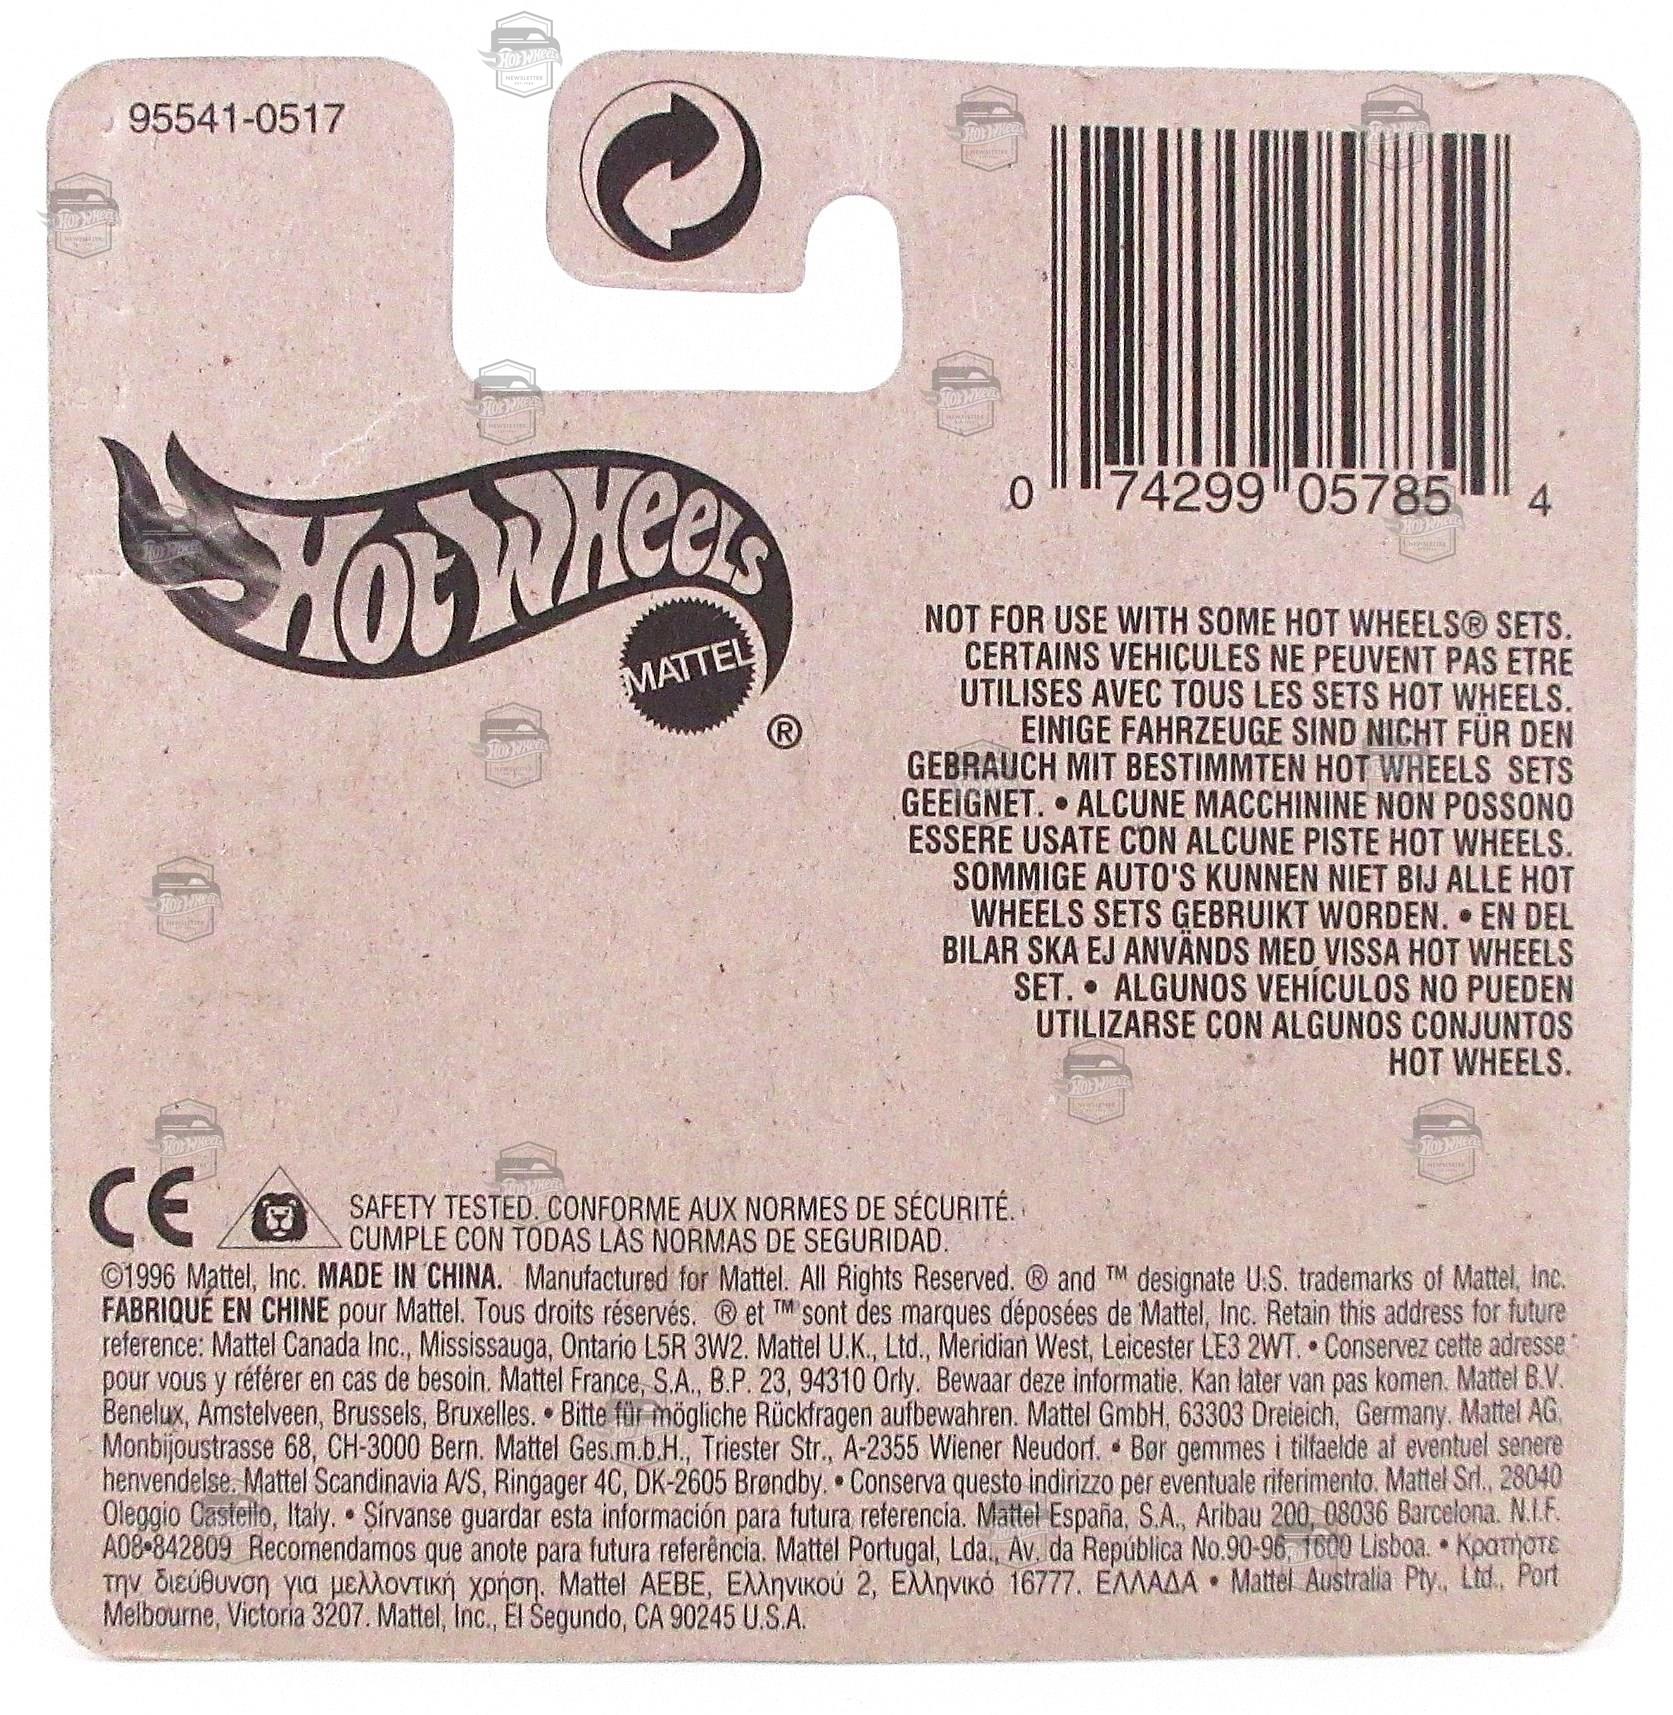 95541-0517
Hot Wheels
MATTEL
®
0 74299 05785 4
NOT FOR USE WITH SOME HOT WHEELS® SETS.
CERTAINS VEHICULES NE PEUVENT PAS ETRE
UTILISES AVEC TOUS LES SETS HOT WHEELS.
EINIGE FAHRZEUGE SIND NICHT FÜR DEN
GEBRAUCH MIT BESTIMMTEN HOT WHEELS SETS
GEEIGNET. • ALCUNE MACCHININE NON POSSONO
ESSERE USATE CON ALCUNE PISTE HOT WHEELS.
SOMMIGE AUTO'S KUNNEN NIET BIJ ALLE HOT
WHEELS SETS GEBRUIKT WORDEN. • EN DEL
BILAR SKA EJ ANVÄNDS MED VISSA HOT WHEELS
SET. • ALGUNOS VEHÍCULOS NO PUEDEN
UTILIZARSE CON ALGUNOS CONJUNTOS
HOT WHEELS.
CE
SAFETY TESTED. CONFORME AUX NORMES DE SÉCURITÉ.
CUMPLE CON TODAS LAS NORMAS DE SEGURIDAD.
©1996 Mattel, Inc. MADE IN CHINA. Manufactured for Mattel. All Rights Reserved. ® and ™ designate U.S. trademarks of Mattel, Inc.
FABRIQUÉ EN CHINE pour Mattel. Tous droits réservés. ® et ™ sont des marques déposées de Mattel, Inc. Retain this address for future
reference: Mattel Canada Inc., Mississauga, Ontario L5R 3W2. Mattel U.K., Ltd., Meridian West, Leicester LE3 2WT. • Conservez cette adresse
pour vous y référer en cas de besoin. Mattel France, S.A., B.P. 23, 94310 Orly. Bewaar deze informatie. Kan later van pas komen. Mattel B.V.
Benelux, Amstelveen, Brussels, Bruxelles. • Bitte für mögliche Rückfragen aufbewahren. Mattel GmbH, 63303 Dreieich, Germany. Mattel AG,
Monbijoustrasse 68, CH-3000 Bern. Mattel Ges.m.b.H., Triester Str., A-2355 Wiener Neudorf. • Bør gemmes i tilfaelde af eventuel senere
henvendelse. Mattel Scandinavia A/S, Ringager 4C, DK-2605 Brøndby. • Conserva questo indirizzo per eventuale riferimento. Mattel Srl., 28040
Oleggio Castello, Italy. • Sírvanse guardar esta información para futura referencia. Mattel España, S.A., Aribau 200, 08036 Barcelona. N.I.F.
A08•842809 Recomendamos que anote para futura referência. Mattel Portugal, Lda., Av. da República No.90-96, 1600 Lisboa. • Κρατήστε
την διεύθυνση για μελλοντική χρήση. Mattel AEBE, Ελληνικού 2, Ελληνικό 16777. ΕΛΛΑΔΑ • Mattel Australia Pty., Ltd., Port
Melbourne, Victoria 3207. Mattel, Inc., El Segundo, CA 90245 U.S.A.